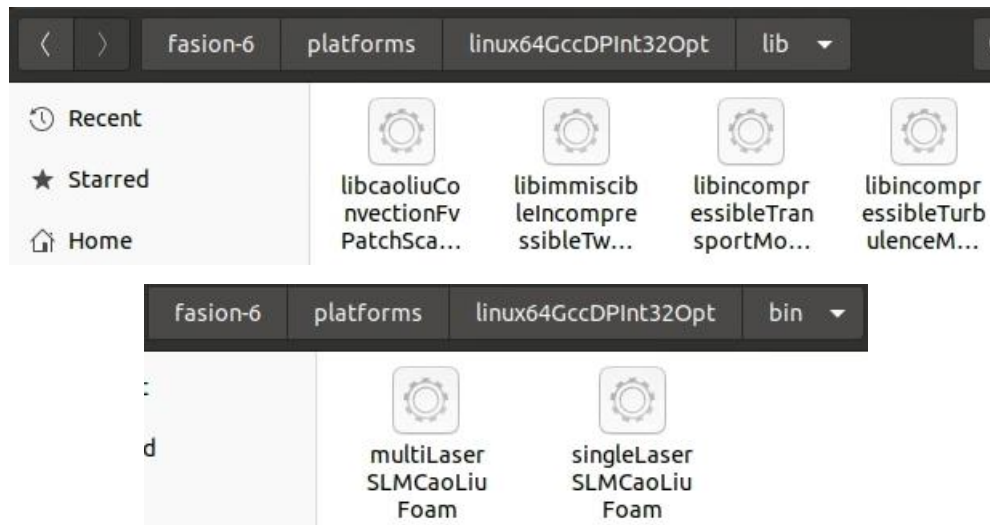 fasion-6 platforms linux64GccDPInt32Opt lib
Recent
Starred
Home
libcaoliuCo
nvectionFv
PatchSca...
libimmiscib
leIncompre
ssibleTw...
libincompr
essibleTran
sportMo...
libincompr
essibleTurb
ulenceM...
fasion-6 platforms linux64GccDPInt32Opt bin
d
multiLaser
SLMCaoLiu
Foam
singleLaser
SLMCaoLiu
Foam